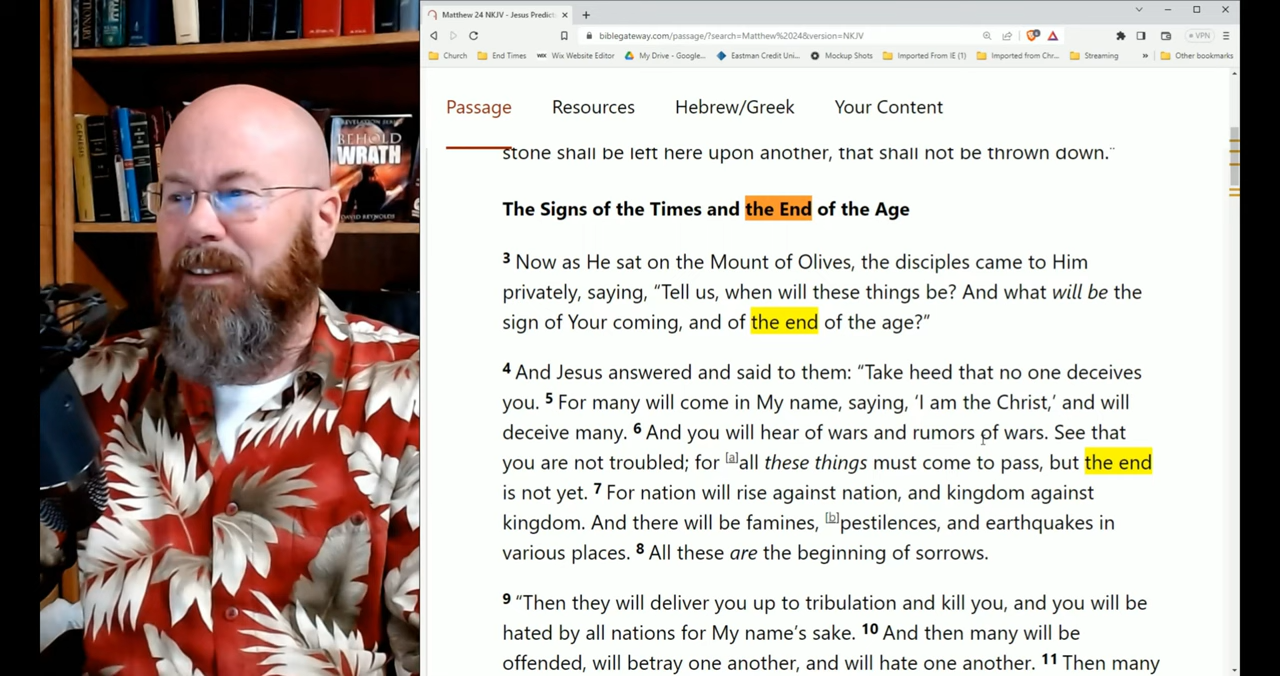 Matthew 24 NKJV - Jesus Predict
biblegateway.com/passage/?search=Matthew%2024&version=NKJV
VPN
Church End Times Wix Website Editor My Drive - Google... Eastman Credit Uni... Mockup Shots Imported From IE (1) Imported from Chr... Streaming » Other bookmarks
Passage Resources Hebrew/Greek Your Content
stone shall be left here upon another, that shall not be thrown down.”
The Signs of the Times and the End of the Age
3 Now as He sat on the Mount of Olives, the disciples came to Him
privately, saying, “Tell us, when will these things be? And what will be the
sign of Your coming, and of the end of the age?”
4 And Jesus answered and said to them: “Take heed that no one deceives
you. 5 For many will come in My name, saying, ‘I am the Christ,’ and will
deceive many. 6 And you will hear of wars and rumors of wars. See that
you are not troubled; for [a]all these things must come to pass, but the end
is not yet. 7 For nation will rise against nation, and kingdom against
kingdom. And there will be famines, [b]pestilences, and earthquakes in
various places. 8 All these are the beginning of sorrows.
9 “Then they will deliver you up to tribulation and kill you, and you will be
hated by all nations for My name’s sake. 10 And then many will be
offended, will betray one another, and will hate one another. 11 Then many
REVELATION SERIES
BEHOLD
WRATH
DAVID REYNOLDS
GENESIS